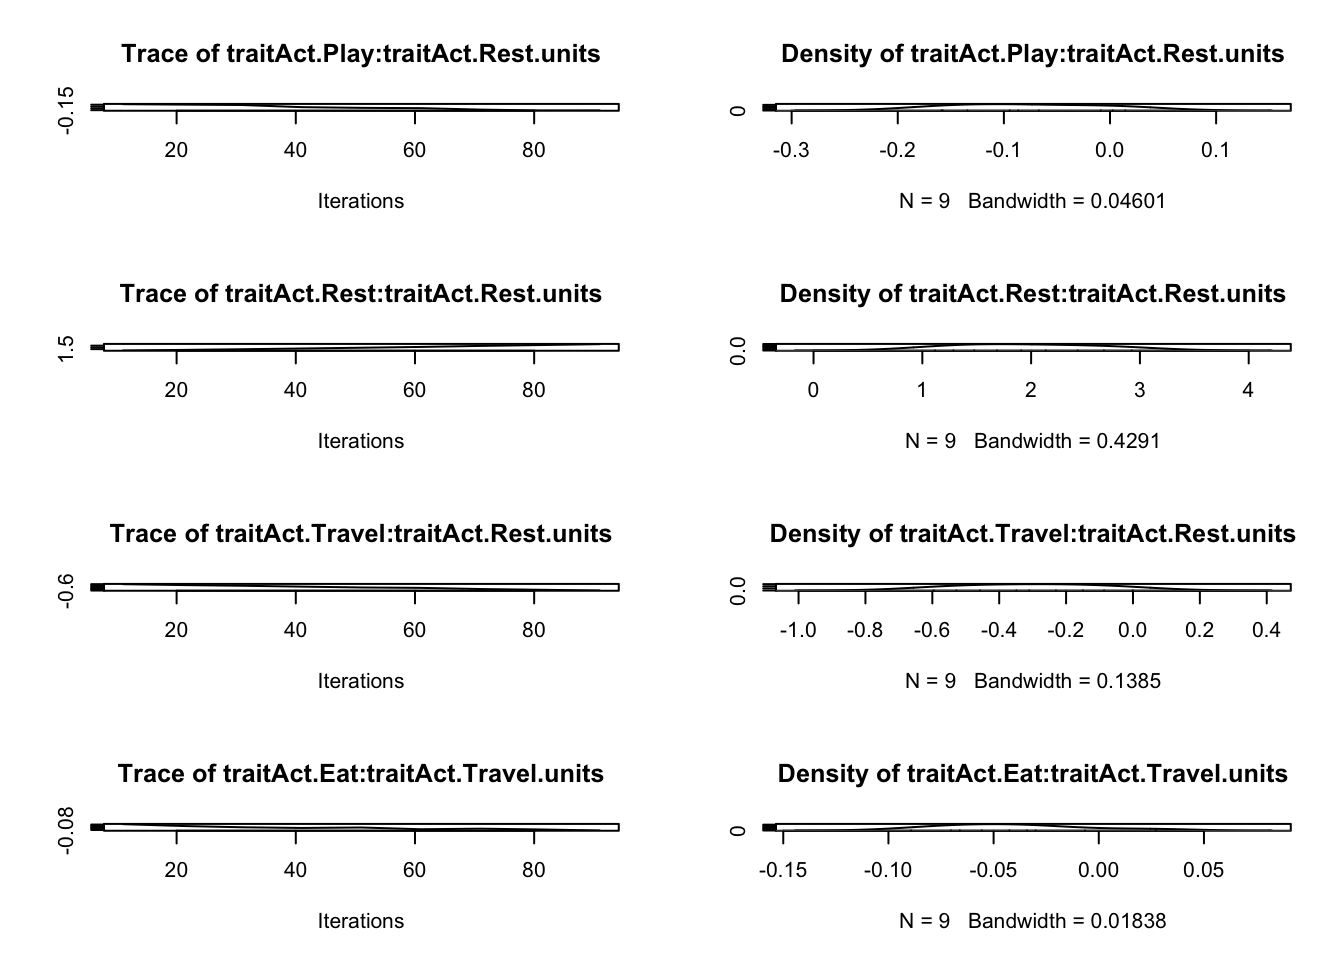 Trace of traitAct.Play:traitAct.Rest.units
-0.15
20 40 60 80
Iterations
Density of traitAct.Play:traitAct.Rest.units
0
-0.3 -0.2 -0.1 0.0 0.1
N = 9 Bandwidth = 0.04601
Trace of traitAct.Rest:traitAct.Rest.units
1.5
20 40 60 80
Iterations
Density of traitAct.Rest:traitAct.Rest.units
0.0
0 1 2 3 4
N = 9 Bandwidth = 0.4291
Trace of traitAct.Travel:traitAct.Rest.units
-0.6
20 40 60 80
Iterations
Density of traitAct.Travel:traitAct.Rest.units
0.0
-1.0 -0.8 -0.6 -0.4 -0.2 0.0 0.2 0.4
N = 9 Bandwidth = 0.1385
Trace of traitAct.Eat:traitAct.Travel.units
-0.08
20 40 60 80
Iterations
Density of traitAct.Eat:traitAct.Travel.units
0
-0.15 -0.10 -0.05 0.00 0.05
N = 9 Bandwidth = 0.01838